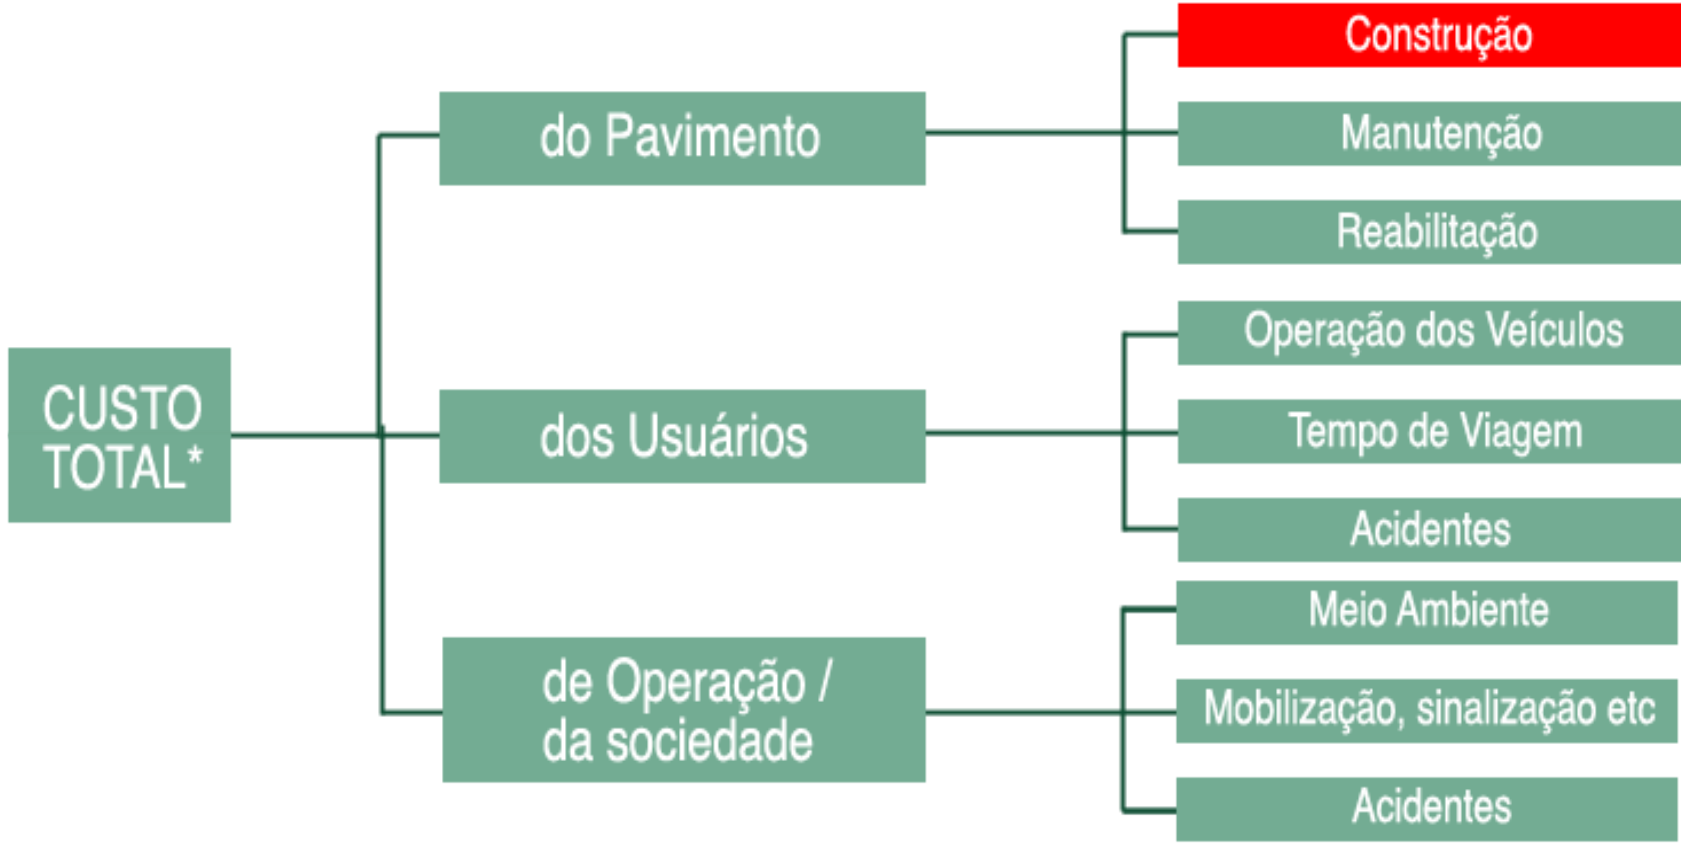 CUSTO
TOTAL*
do Pavimento
Construção
Manutenção
Reabilitação
dos Usuários
Operação dos Veículos
Tempo de Viagem
Acidentes
de Operação /
da sociedade
Meio Ambiente
Mobilização, sinalização etc
Acidentes